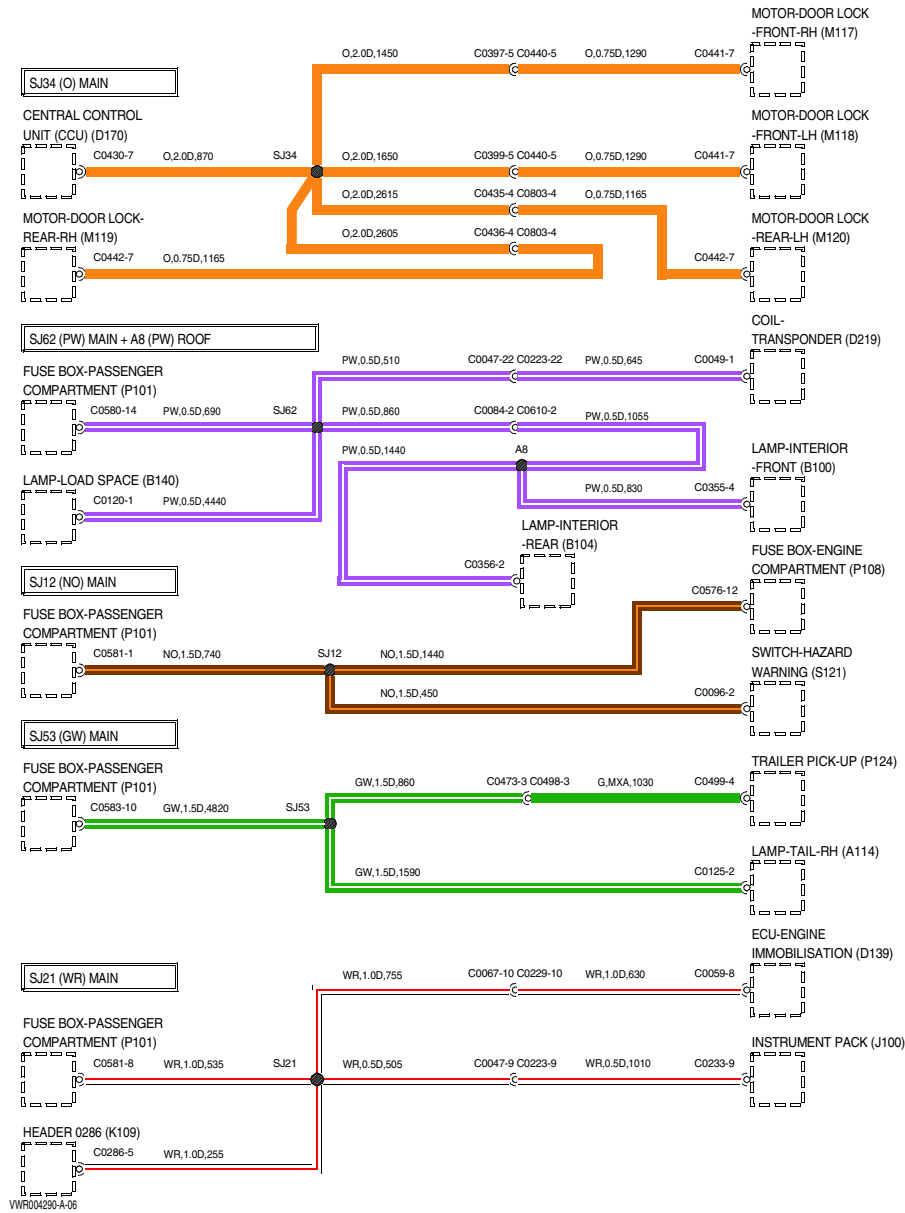 MOTOR-DOOR LOCK
-FRONT-RH (M117)
O,2.0D,1450
C0397-5 C0440-5
O,0.75D,1290
C0441-7
SJ34 (O) MAIN
CENTRAL CONTROL
UNIT (CCU) (D170)
MOTOR-DOOR LOCK
-FRONT-LH (M118)
C0430-7
O,2.0D,870
SJ34
O,2.0D,1650
C0399-5 C0440-5
O,0.75D,1290
C0441-7
O,2.0D,2615
C0435-4 C0803-4
O,0.75D,1165
MOTOR-DOOR LOCK-
REAR-RH (M119)
MOTOR-DOOR LOCK
-REAR-LH (M120)
O,2.0D,2605
C0436-4 C0803-4
C0442-7
O,0.75D,1165
C0442-7
SJ62 (PW) MAIN + A8 (PW) ROOF
COIL-
TRANSPONDER (D219)
PW,0.5D,510
C0047-22 C0223-22
PW,0.5D,645
C0049-1
FUSE BOX-PASSENGER
COMPARTMENT (P101)
C0580-14
PW,0.5D,690
SJ62
PW,0.5D,860
C0084-2 C0610-2
PW,0.5D,1055
PW,0.5D,1440
A8
LAMP-INTERIOR
-FRONT (B100)
LAMP-LOAD SPACE (B140)
C0120-1
PW,0.5D,4440
PW,0.5D,830
C0355-4
LAMP-INTERIOR
-REAR (B104)
C0356-2
FUSE BOX-ENGINE
COMPARTMENT (P108)
SJ12 (NO) MAIN
C0576-12
FUSE BOX-PASSENGER
COMPARTMENT (P101)
C0581-1
NO,1.5D,740
SJ12
NO,1.5D,1440
SWITCH-HAZARD
WARNING (S121)
NO,1.5D,450
C0096-2
SJ53 (GW) MAIN
TRAILER PICK-UP (P124)
FUSE BOX-PASSENGER
COMPARTMENT (P101)
GW,1.5D,860
C0473-3 C0498-3
G,MXA,1030
C0499-4
C0583-10
GW,1.5D,4820
SJ53
LAMP-TAIL-RH (A114)
GW,1.5D,1590
C0125-2
ECU-ENGINE
IMMOBILISATION (D139)
SJ21 (WR) MAIN
WR,1.0D,755
C0067-10 C0229-10
WR,1.0D,630
C0059-8
FUSE BOX-PASSENGER
COMPARTMENT (P101)
INSTRUMENT PACK (J100)
C0581-8
WR,1.0D,535
SJ21
WR,0.5D,505
C0047-9 C0223-9
WR,0.5D,1010
C0233-9
HEADER 0286 (K109)
C0286-5
WR,1.0D,255
VWR004290-A-06